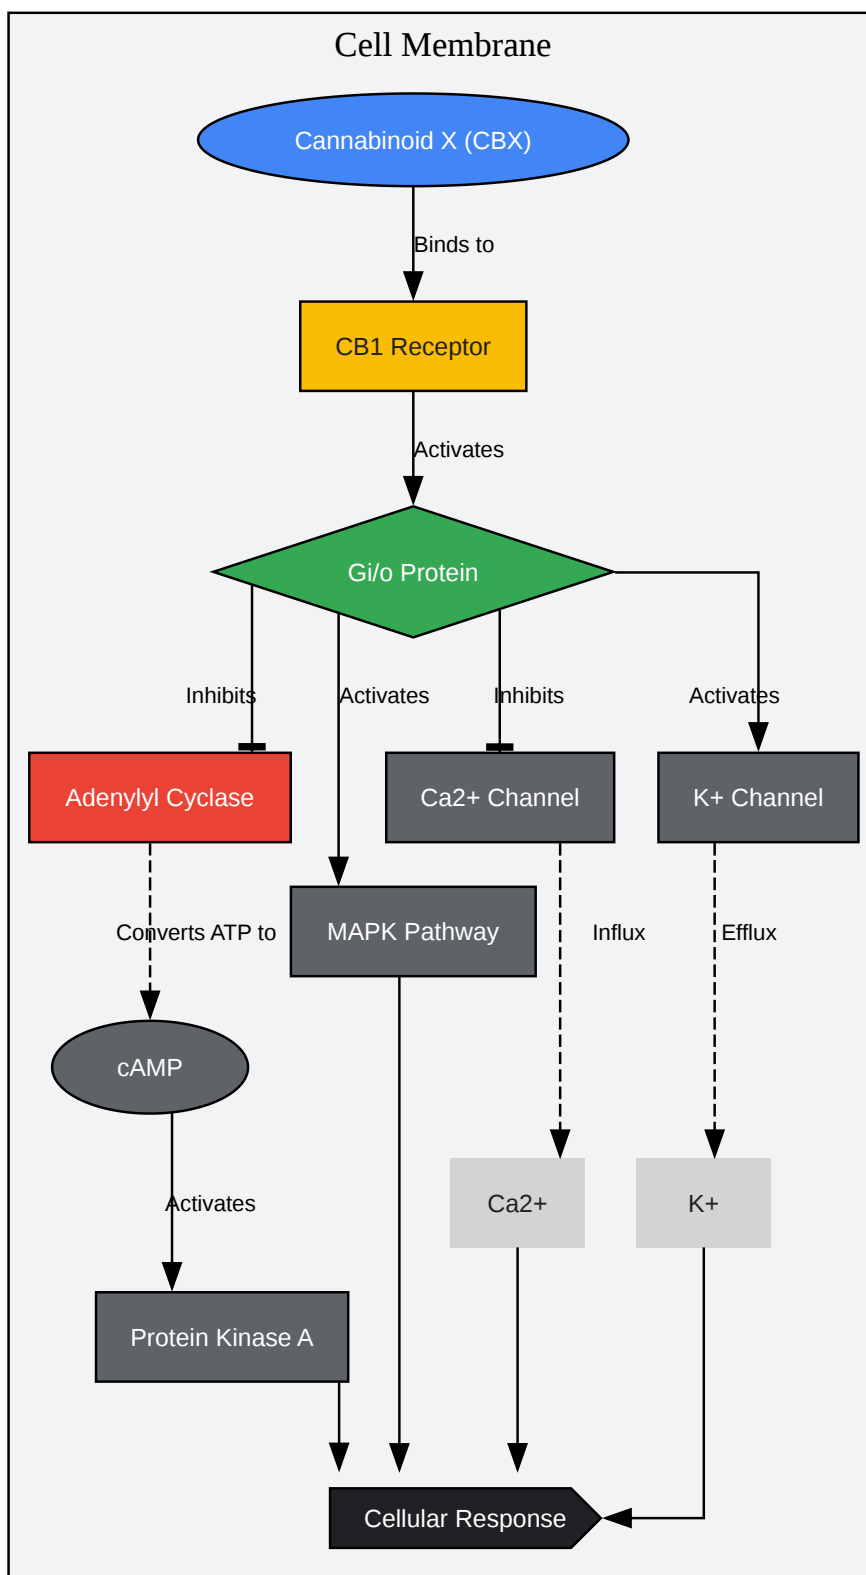 Cell Membrane
Cannabinoid X (CBX)
Binds to
CB1 Receptor
Activates
Gi/o Protein
Inhibits
Activates
Inhibits
Activates
Adenylyl Cyclase
Ca2+ Channel
K+ Channel
Converts ATP to
MAPK Pathway
Influx
Efflux
cAMP
Activates
Ca2+
K+
Protein Kinase A
Cellular Response